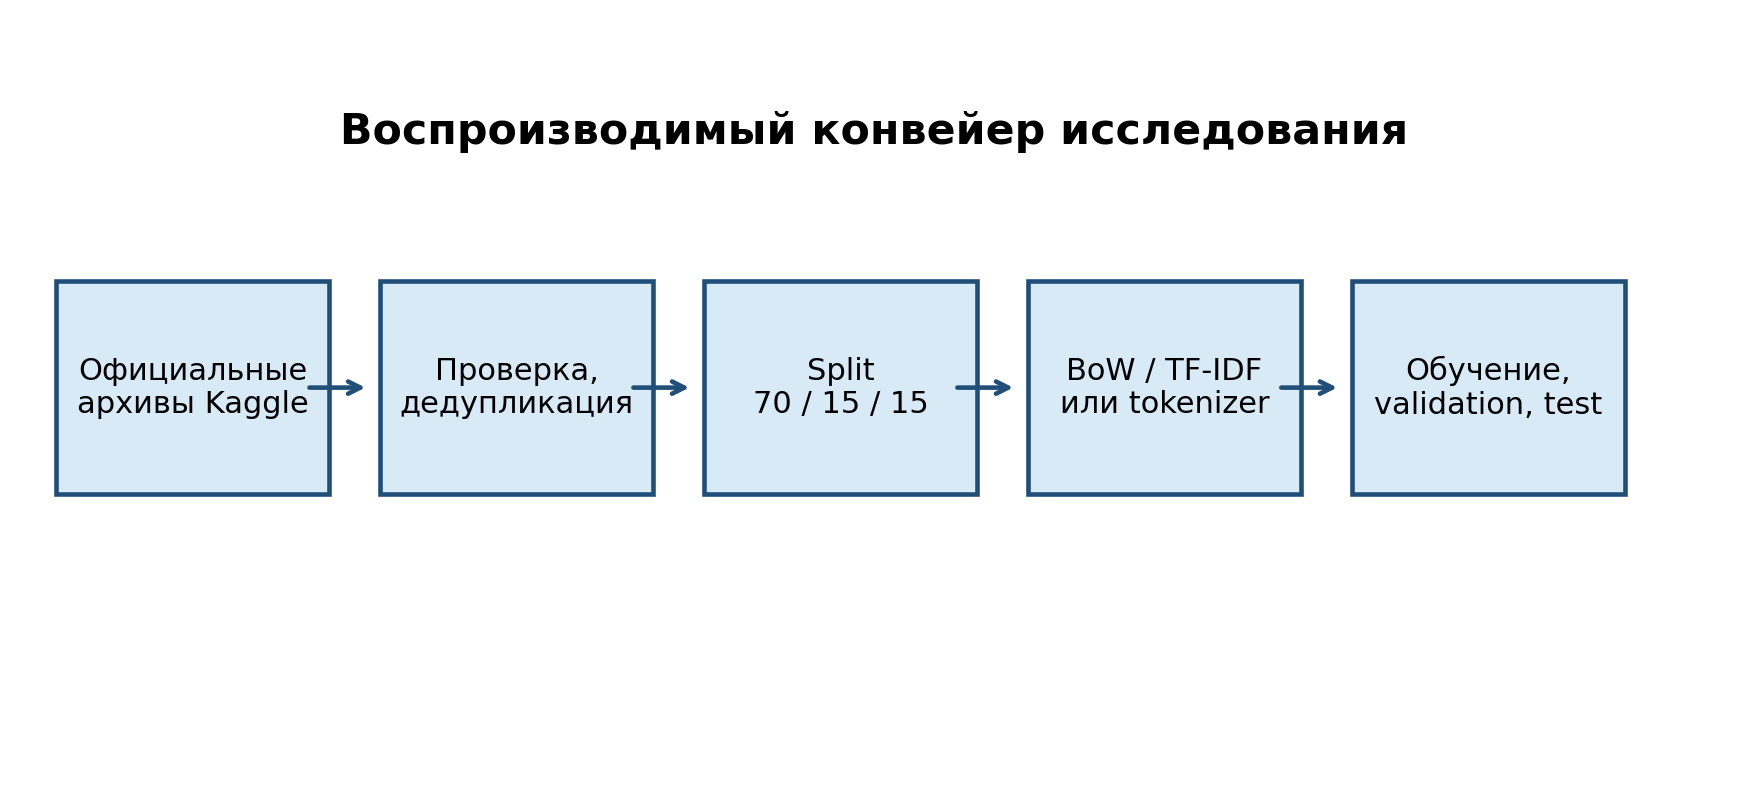 Воспроизводимый конвейер исследования
Официальные
архивы Kaggle
Проверка,
дедупликация
Split
70 / 15 / 15
BoW / TF-IDF
или tokenizer
Обучение,
validation, test